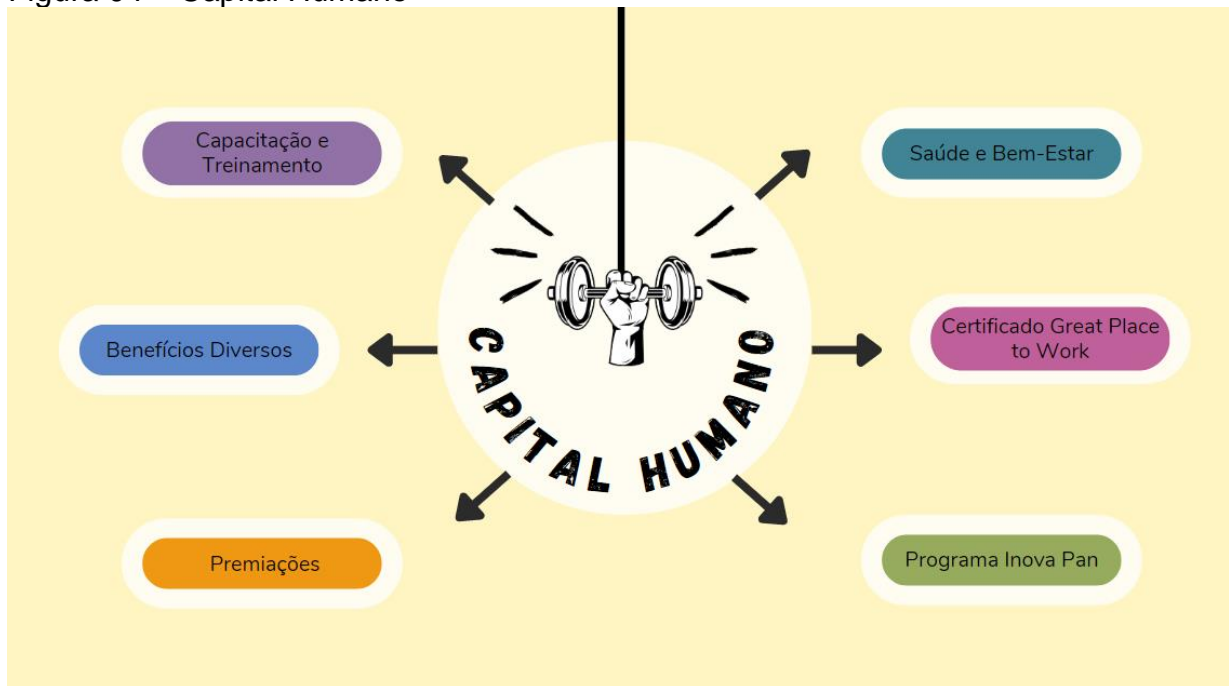 Capacitação e
Treinamento
Saúde e Bem-Estar
Benefícios Diversos
CAPITAL HUMANO
Certificado Great Place
to Work
Premiações
Programa Inova Pan